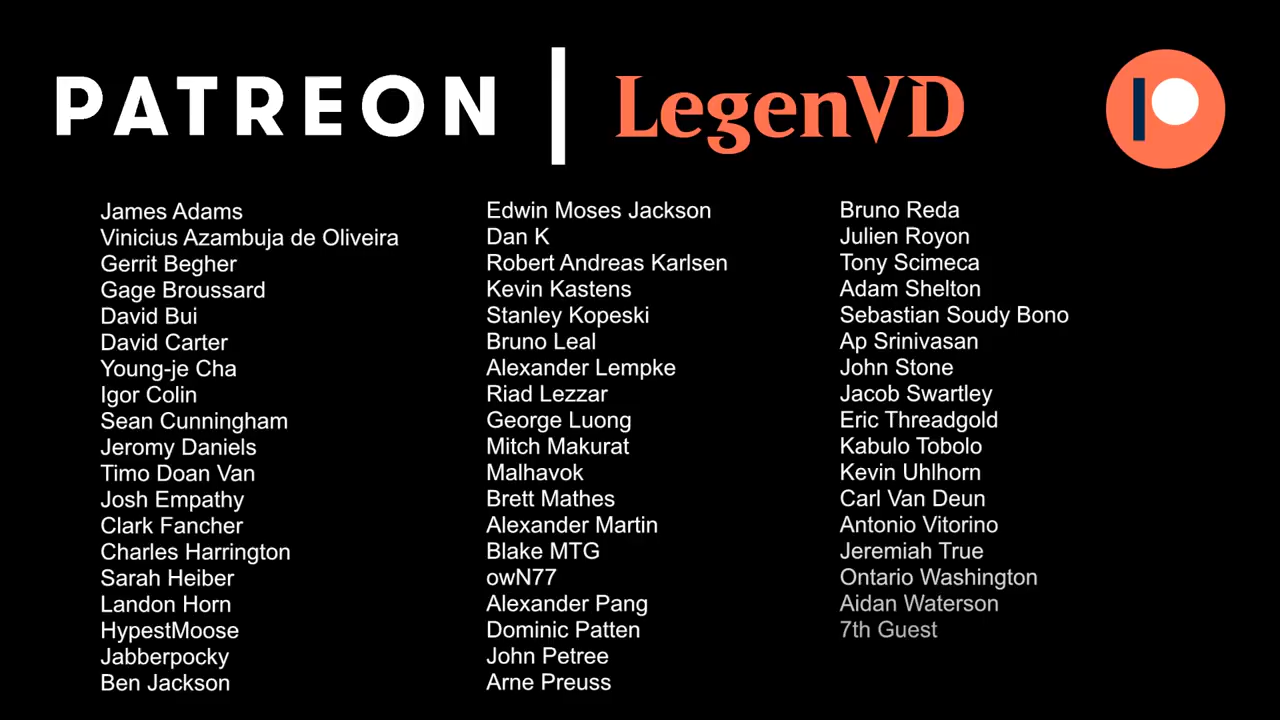 PATREON | LegenVD
James Adams
Vinicius Azambuja de Oliveira
Gerrit Begher
Gage Broussard
David Bui
David Carter
Young-je Cha
Igor Colin
Sean Cunningham
Jeromy Daniels
Timo Doan Van
Josh Empathy
Clark Fancher
Charles Harrington
Sarah Heiber
Landon Horn
HypestMoose
Jabberpocky
Ben Jackson
Edwin Moses Jackson
Dan K
Robert Andreas Karlsen
Kevin Kastens
Stanley Kopeski
Bruno Leal
Alexander Lempke
Riad Lezzar
George Luong
Mitch Makurat
Malhavok
Brett Mathes
Alexander Martin
Blake MTG
owN77
Alexander Pang
Dominic Patten
John Petree
Arne Preuss
Bruno Reda
Julien Royon
Tony Scimeca
Adam Shelton
Sebastian Soudy Bono
Ap Srinivasan
John Stone
Jacob Swartley
Eric Threadgold
Kabulo Tobolo
Kevin Uhlhorn
Carl Van Deun
Antonio Vitorino
Jeremiah True
Ontario Washington
Aidan Waterson
7th Guest